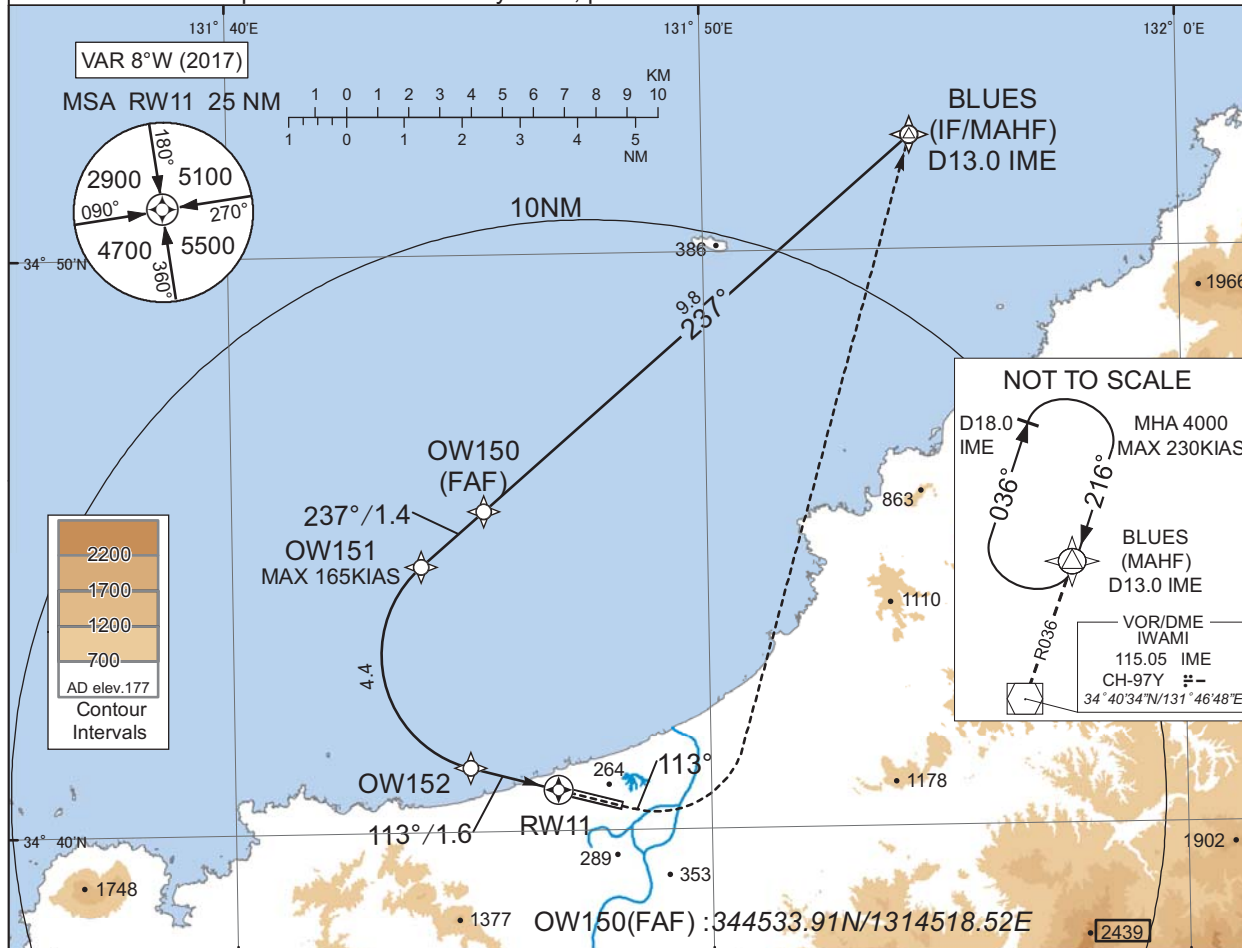 131° 40'E
131° 50'E
132° 0'E
VAR 8°W (2017)
MSA RW11 25 NM
KM
1 0 1 2 3 4 5 6 7 8 9 10
1 0 1 2 3 4 5
NM
180°
2900
5100
090°
270°
4700
5500
360°
BLUES
(IF/MAHF)
D13.0 IME
10NM
386
34° 50'N
1966
9.8
237°
NOT TO SCALE
D18.0
IME
MHA 4000
MAX 230KIAS
036°
216°
BLUES
(MAHF)
D13.0 IME
R036
VOR/DME
IWAMI
115.05 IME
CH-97Y
34°40'34"N/131°46'48"E
OW150
(FAF)
237°/1.4
OW151
MAX 165KIAS
863
1110
2200
1700
1200
700
AD elev.177
Contour
Intervals
4.4
OW152
264
113°
1178
RW11
113°/1.6
34° 40'N
289
353
1902
1748
1377
OW150(FAF) :344533.91N/1314518.52E
2439